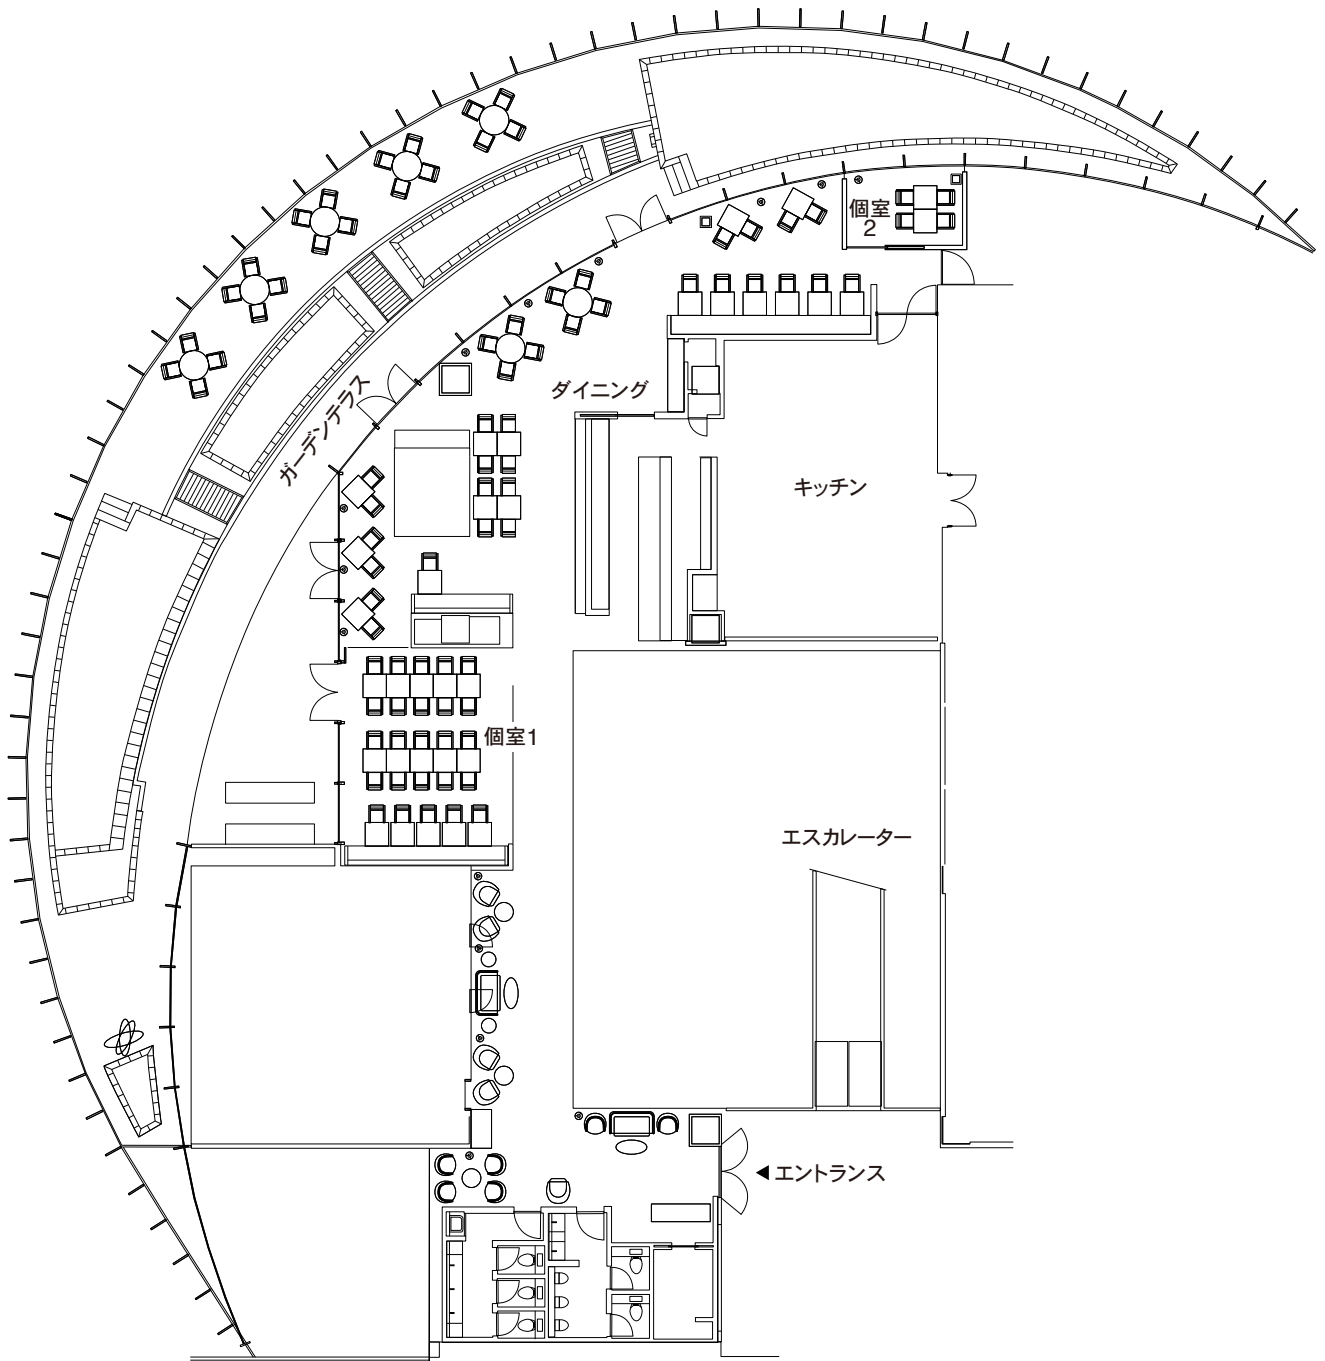 個室
2
ダイニング
ガーデンテラス
キッチン
個室1
エスカレーター
◀エントランス